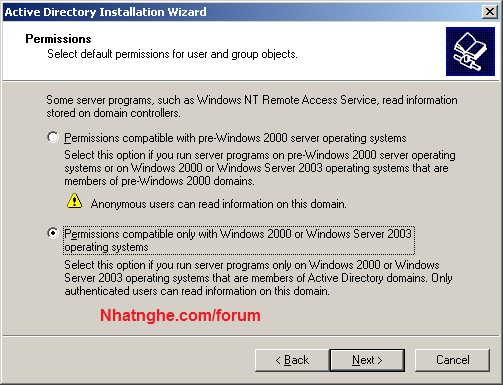 Active Directory Installation Wizard
Permissions
Select default permissions for user and group objects.
Some server programs, such as Windows NT Remote Access Service, read information
stored on domain controllers.
Permissions compatible with pre-Windows 2000 server operating systems
Select this option if you run server programs on pre-Windows 2000 server operating
systems or on Windows 2000 or Windows Server 2003 operating systems that are
members of pre-Windows 2000 domains.
Anonymous users can read information on this domain.
Permissions compatible only with Windows 2000 or Windows Server 2003
operating systems
Select this option if you run server programs only on Windows 2000 or Windows
Server 2003 operating systems that are members of Active Directory domains. Only
authenticated users can read information on this domain.
Nhatnghe.com/forum
< Back
Next >
Cancel